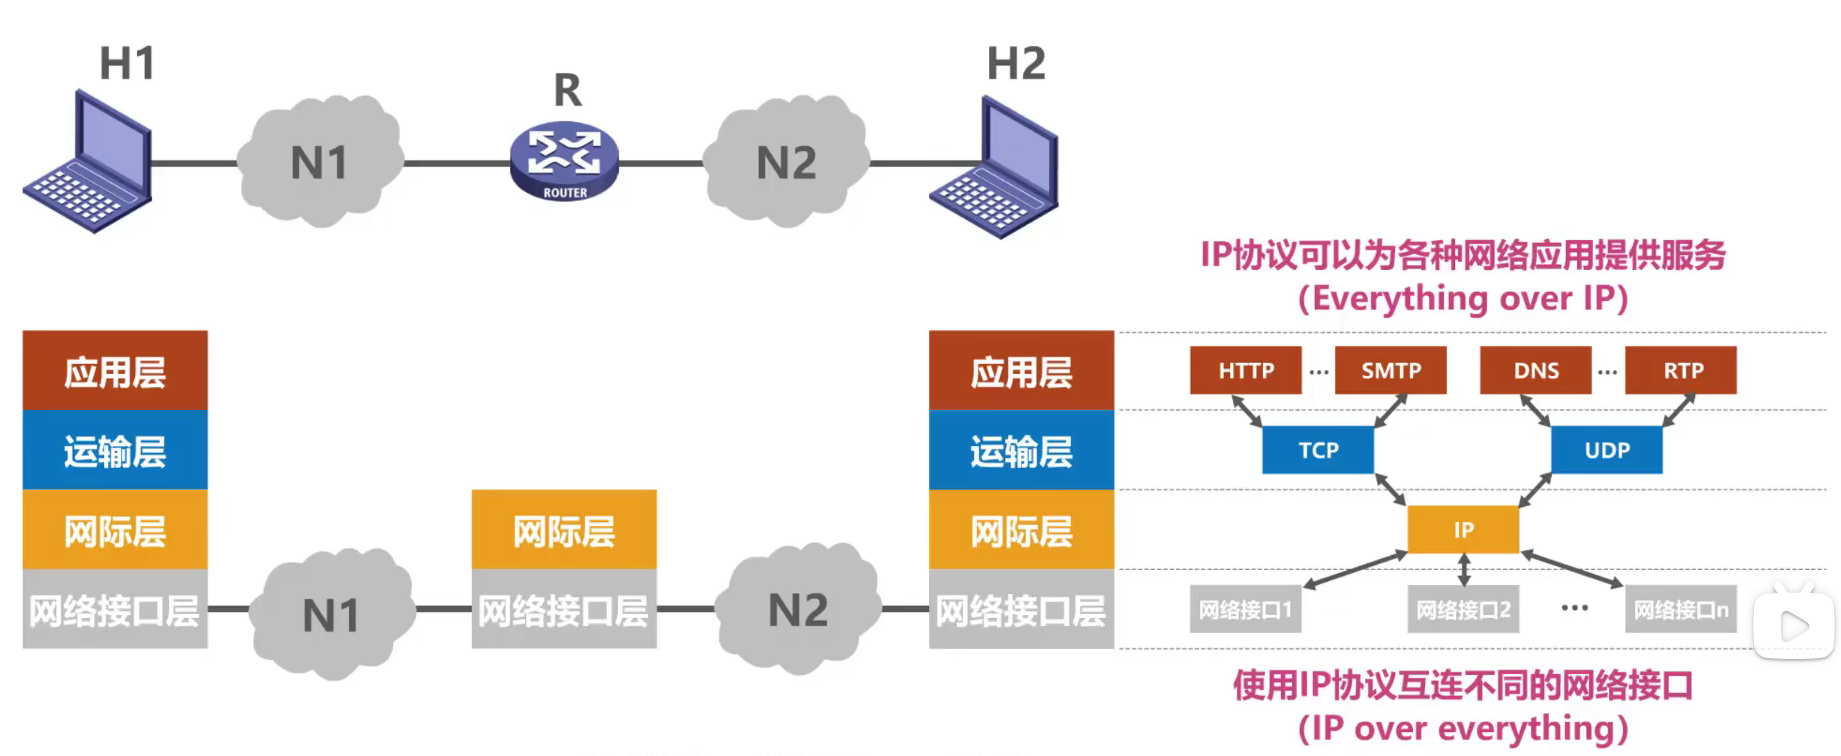 H1
R
H2
N1
ROUTER
N2
IP协议可以为各种网络应用提供服务
（Everything over IP）
应用层
应用层
HTTP ··· SMTP
DNS ··· RTP
运输层
运输层
TCP
UDP
网际层
网际层
网际层
IP
网络接口层
N1
网络接口层
N2
网络接口层
网络接口1
网络接口2
···
网络接口n
使用IP协议互连不同的网络接口
（IP over everything）